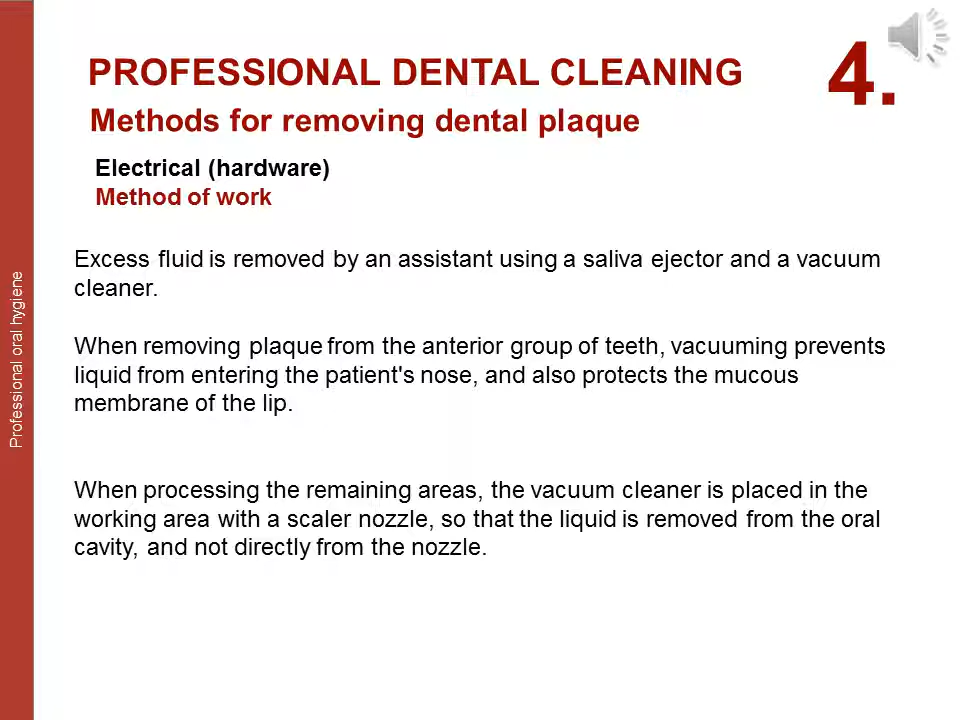 PROFESSIONAL DENTAL CLEANING
4.
Methods for removing dental plaque
Electrical (hardware)
Method of work
Excess fluid is removed by an assistant using a saliva ejector and a vacuum
cleaner.
When removing plaque from the anterior group of teeth, vacuuming prevents
liquid from entering the patient's nose, and also protects the mucous
membrane of the lip.
When processing the remaining areas, the vacuum cleaner is placed in the
working area with a scaler nozzle, so that the liquid is removed from the oral
cavity, and not directly from the nozzle.
Professional oral hygiene